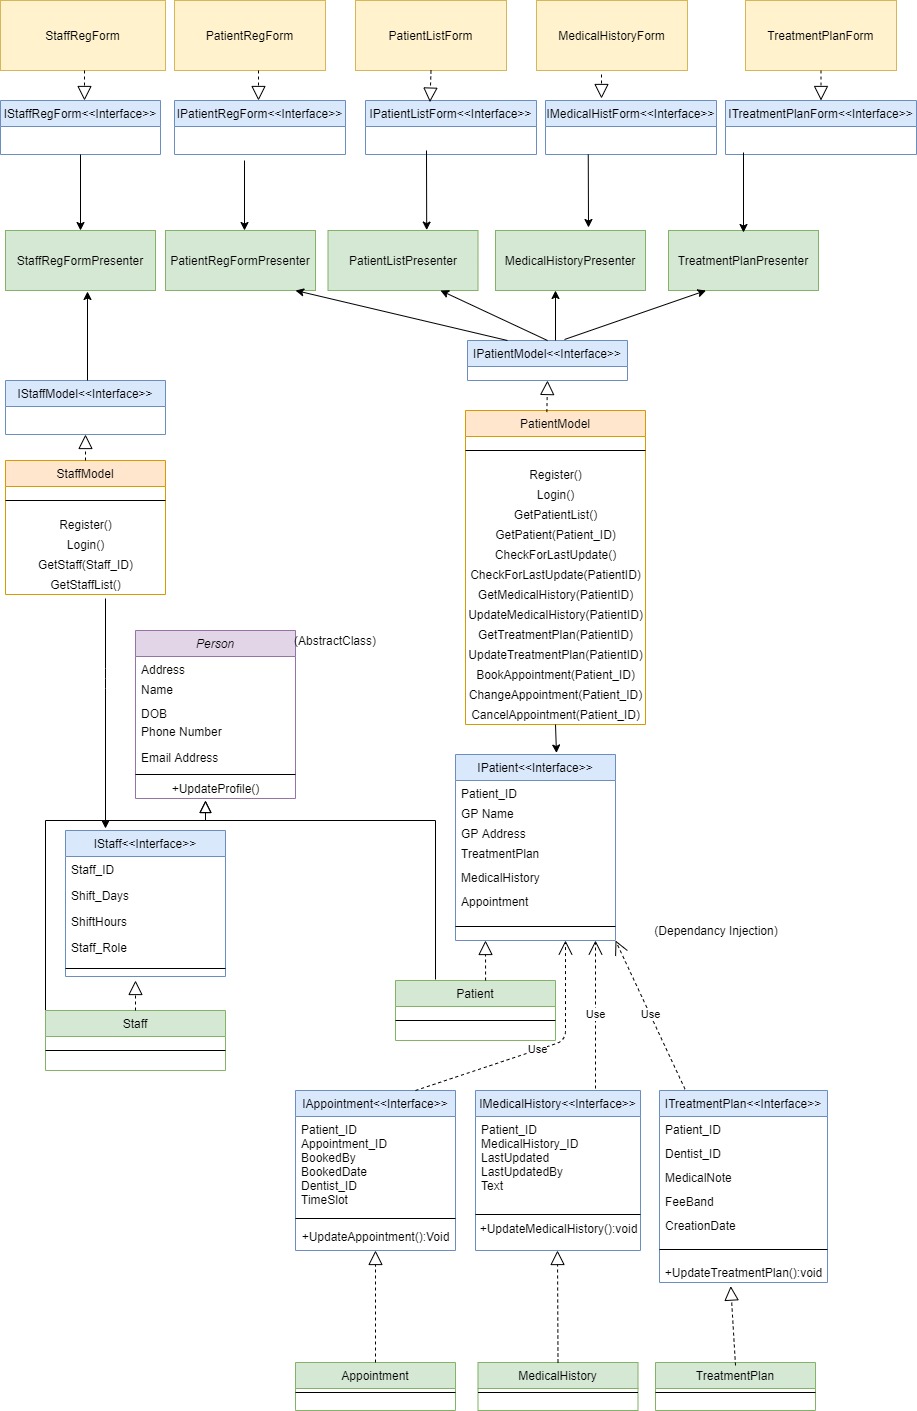 StaffRegForm
PatientRegForm
PatientListForm
MedicalHistoryForm
TreatmentPlanForm
IStaffRegForm<<Interface>>
IPatientRegForm<<Interface>>
IPatientListForm<<Interface>>
IMedicalHistForm<<Interface>>
ITreatmentPlanForm<<Interface>>
StaffRegFormPresenter
PatientRegFormPresenter
PatientListPresenter
MedicalHistoryPresenter
TreatmentPlanPresenter
IPatientModel<<Interface>>
IStaffModel<<Interface>>
PatientModel
Register()
Login()
GetPatientList()
GetPatient(Patient_ID)
CheckForLastUpdate()
CheckForLastUpdate(PatientID)
GetMedicalHistory(PatientID)
UpdateMedicalHistory(PatientID)
GetTreatmentPlan(PatientID)
UpdateTreatmentPlan(PatientID)
BookAppointment(Patient_ID)
ChangeAppointment(Patient_ID)
CancelAppointment(Patient_ID)
StaffModel
Register()
Login()
GetStaff(Staff_ID)
GetStaffList()
Person
(AbstractClass)
Address
Name
DOB
Phone Number
Email Address
+UpdateProfile()
IPatient<<Interface>>
Patient_ID
GP Name
GP Address
TreatmentPlan
MedicalHistory
Appointment
IStaff<<Interface>>
Staff_ID
Shift_Days
ShiftHours
Staff_Role
(Dependancy Injection)
Patient
Staff
Use
Use
Use
IAppointment<<Interface>>
Patient_ID
Appointment_ID
BookedBy
BookedDate
Dentist_ID
TimeSlot
+UpdateAppointment():Void
IMedicalHistory<<Interface>>
Patient_ID
MedicalHistory_ID
LastUpdated
LastUpdatedBy
Text
+UpdateMedicalHistory():void
ITreatmentPlan<<Interface>>
Patient_ID
Dentist_ID
MedicalNote
FeeBand
CreationDate
+UpdateTreatmentPlan():void
Appointment
MedicalHistory
TreatmentPlan